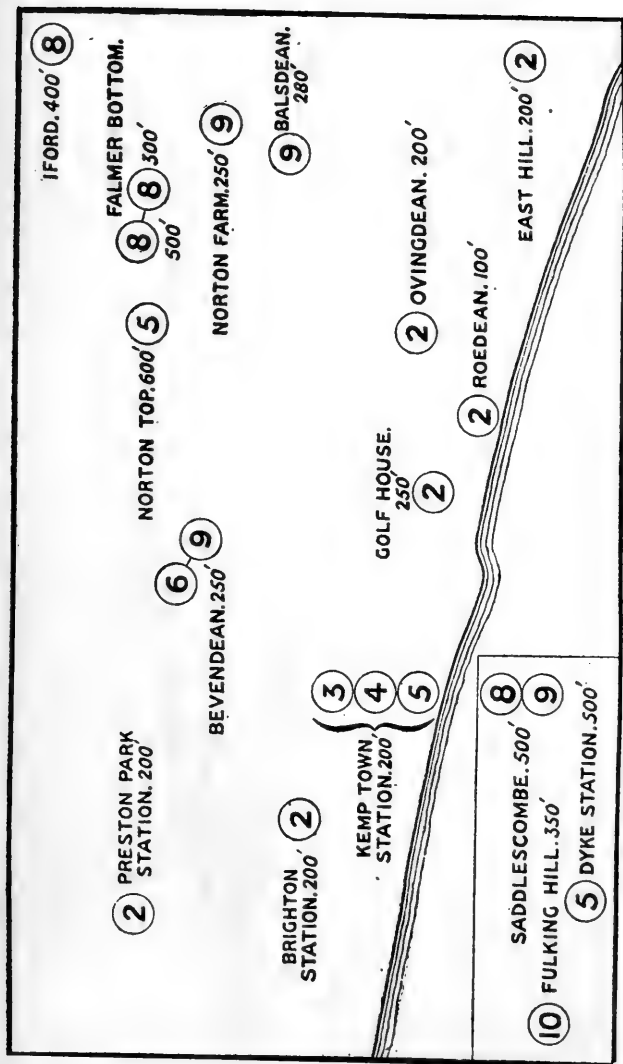 IFORD. 400' 8
FALMER BOTTOM.
8 8 300'
500'
NORTON TOP. 600' 5
2 PRESTON PARK
STATION. 200'
6 9
BEVENDEAN. 250'
NORTON FARM. 250' 9
9 BALSDEAN.
280'
BRIGHTON
STATION. 200' 2
KEMP TOWN
STATION. 200'
3
4
5
GOLF HOUSE.
250'
2
2 OVINGDEAN. 200'
2 ROEDEAN. 100'
EAST HILL. 200' 2
SADDLESCOMBE. 500' 8
9
10 FULKING HILL. 350'
5 DYKE STATION. 500'